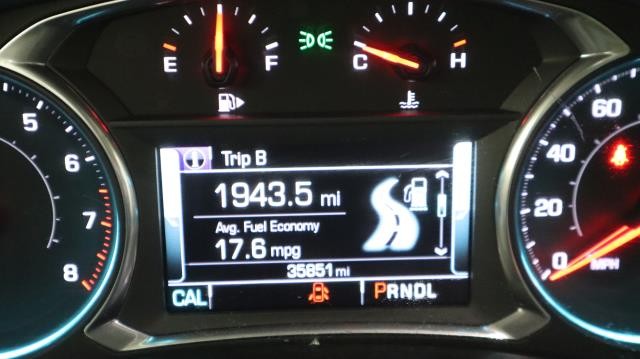 E F C H
5
6
7
8
60
40
20
0
MPH
Trip B
1943.5 mi
Avg. Fuel Economy
17.6 mpg
35851 mi
CAL PRNDL